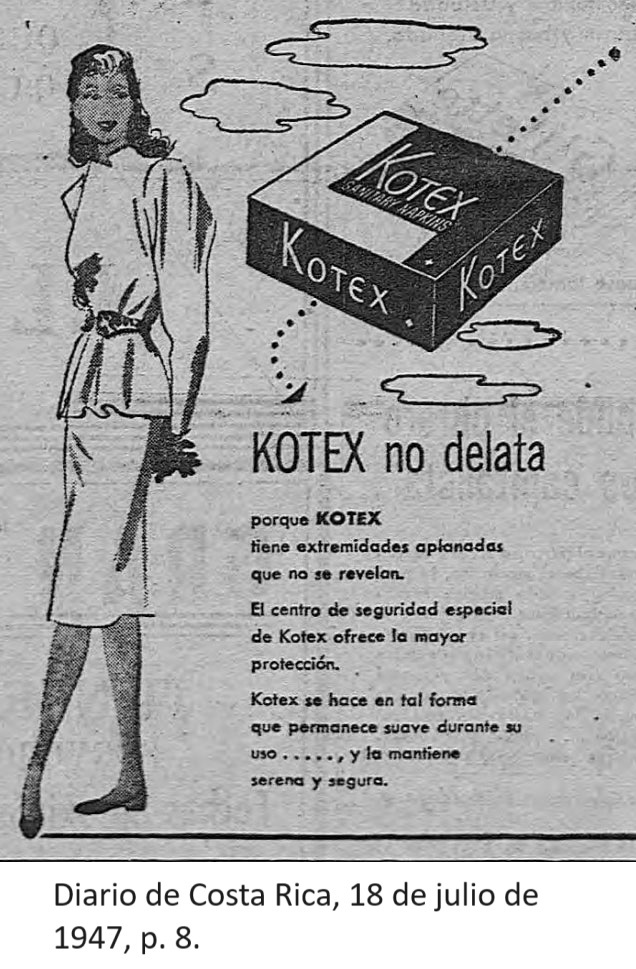 KOTEX
SANITARY NAPKINS
KOTEX
KOTEX
KOTEX no delata
porque KOTEX
tiene extremidades aplanadas
que no se revelan.
El centro de seguridad especial
de Kotex ofrece la mayor
protección.
Kotex se hace en tal forma
que permanece suave durante su
uso . . . . . , y la mantiene
serena y segura.
Diario de Costa Rica, 18 de julio de
1947, p. 8.